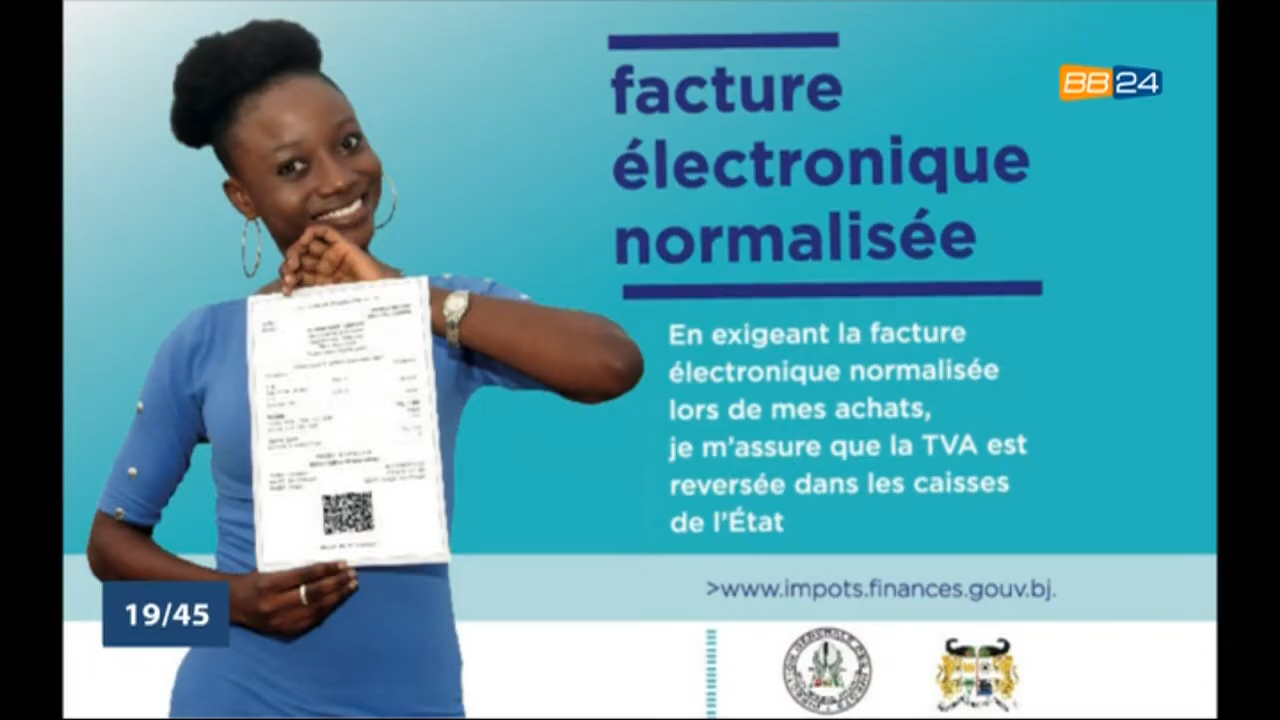 facture
électronique
normalisée
BB24
En exigeant la facture
électronique normalisée
lors de mes achats,
je m'assure que la TVA est
reversée dans les caisses
de l'État
>www.impots.finances.gouv.bj.
19/45